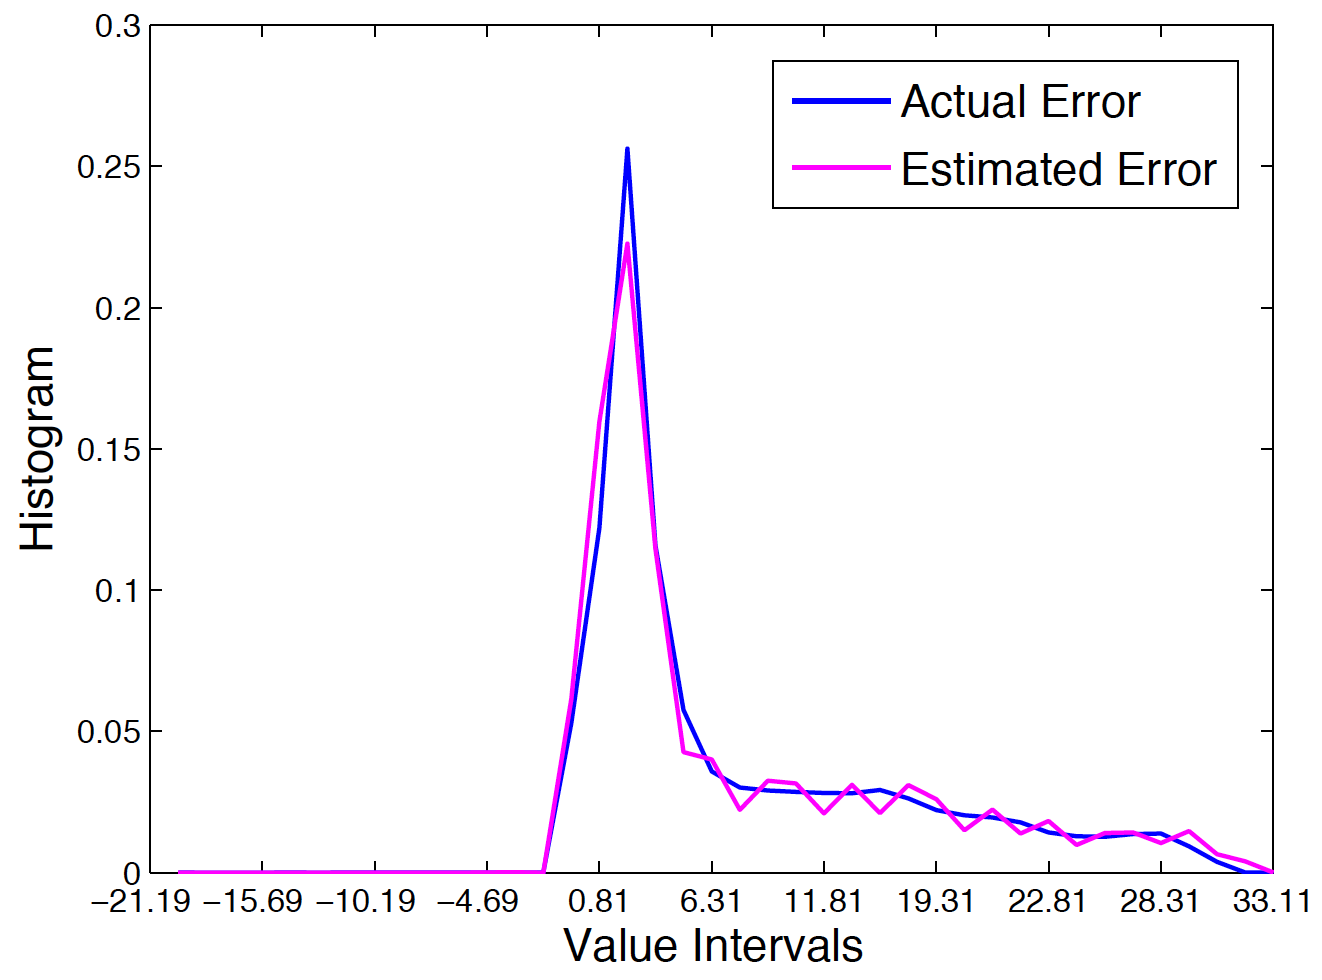 0.3
0.25
0.2
0.15
0.1
0.05
0
Histogram
Actual Error
Estimated Error
−21.19 −15.69 −10.19 −4.69 0.81 6.31 11.81 19.31 22.81 28.31 33.11
Value Intervals